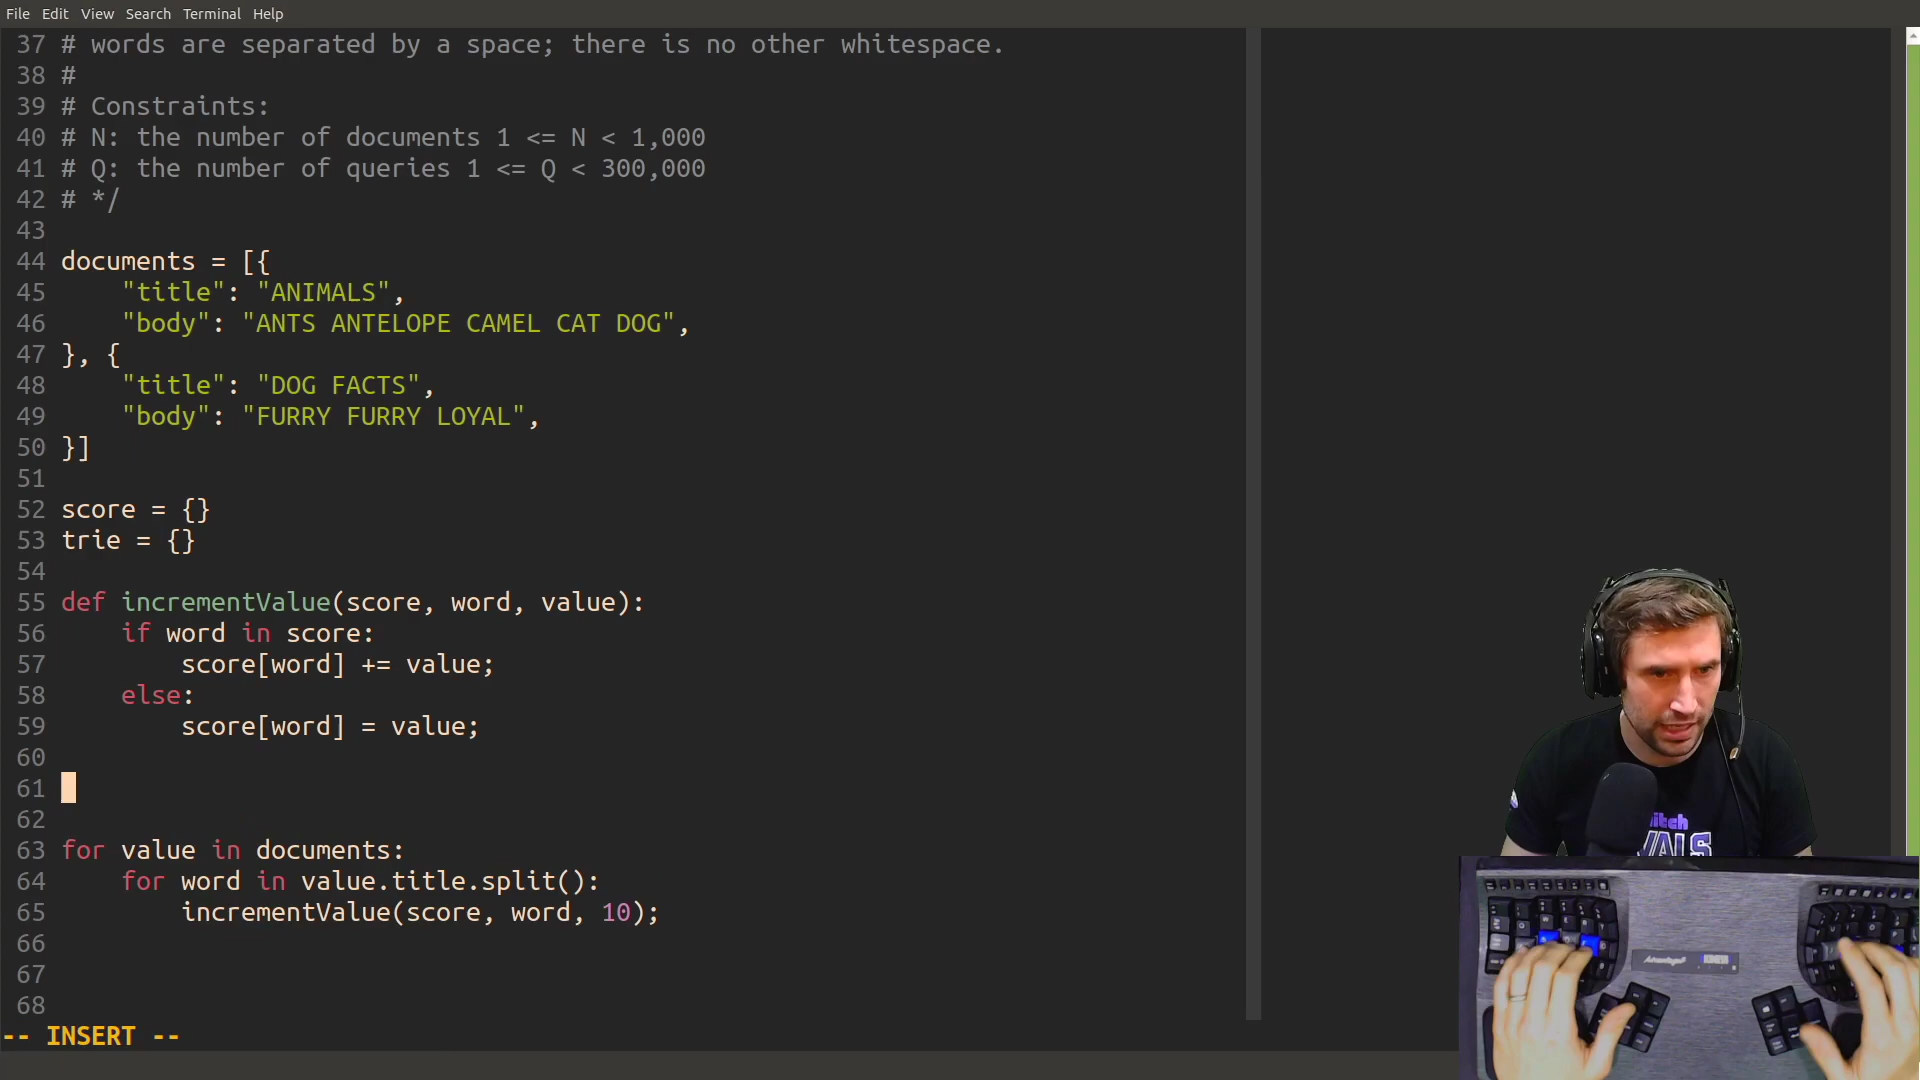 File Edit View Search Terminal Help
37 # words are separated by a space; there is no other whitespace.
38 #
39 # Constraints:
40 # N: the number of documents 1 <= N < 1,000
41 # Q: the number of queries 1 <= Q < 300,000
42 # */
43
44 documents = [{
45     "title": "ANIMALS",
46     "body": "ANTS ANTELOPE CAMEL CAT DOG",
47 }, {
48     "title": "DOG FACTS",
49     "body": "FURRY FURRY LOYAL",
50 }]
51
52 score = {}
53 trie = {}
54
55 def incrementValue(score, word, value):
56     if word in score:
57         score[word] += value;
58     else:
59         score[word] = value;
60
61
62
63 for value in documents:
64     for word in value.title.split():
65         incrementValue(score, word, 10);
66
67
68
-- INSERT --